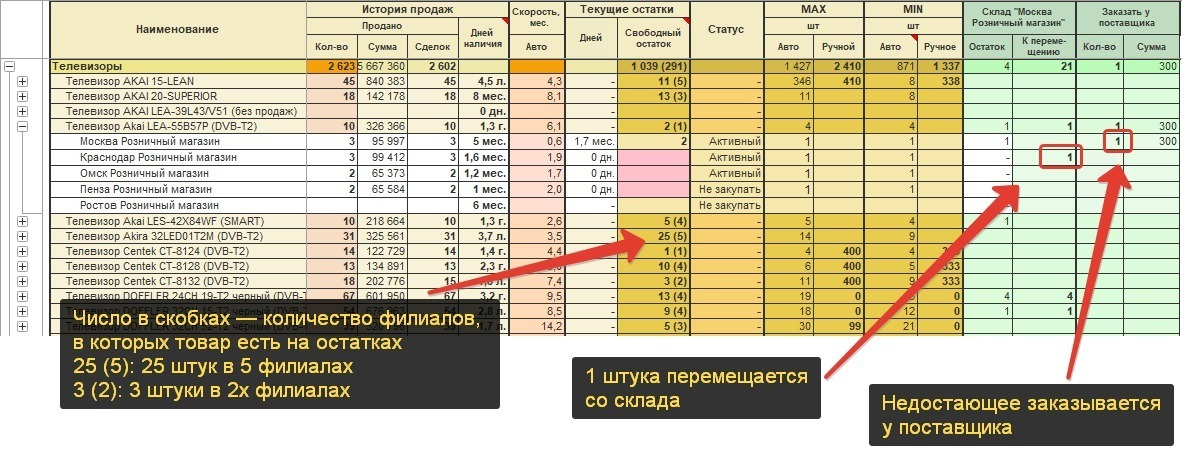 История продаж Скорость, мес. Текущие остатки MAX MIN Склад "Москва Розничный магазин" Заказать у поставщика
Наименование Продано Дней наличия Дней Свободный остаток Статус шт шт
Кол-во Сумма Сделок Авто Авто Ручной Авто Ручное Остаток К перемещению Кол-во Сумма
Телевизоры 2 623 5 667 360 2 602 1 039 (291) 1 427 2 410 871 1 337 4 21 1 300
Телевизор AKAI 15-LEAN 45 840 383 45 4,5 л. 4,3 - 11 (5) - 346 410 8 338
Телевизор AKAI 20-SUPERIOR 18 142 178 18 8 мес. 8,1 - 13 (3) - 11 8
Телевизор AKAI LEA-39L43/V51 (без продаж) 0 дн. - -
Телевизор Akai LEA-55B57P (DVB-T2) 10 326 366 10 1,3 г. 6,1 - 2 (1) - 4 4 1 1 1 300
Москва Розничный магазин 3 95 997 3 5 мес. 0,6 1,7 мес. 2 Активный 1 1 1 1 300
Краснодар Розничный магазин 3 99 412 3 1,6 мес. 1,9 0 дн. Активный 1 1 - 1
Омск Розничный магазин 2 65 373 2 1,2 мес. 1,7 0 дн. Активный 1 1 -
Пенза Розничный магазин 2 65 584 2 1 мес. 2,0 0 дн. Не закупать 1 1 -
Ростов Розничный магазин 6 мес. - Не закупать -
Телевизор Akai LES-42X84WF (SMART) 10 218 664 10 1,3 г. 2,6 - 5 (4) - 5 4 1
Телевизор Akira 32LED01T2M (DVB-T2) 31 325 561 31 3,7 л. 3,5 - 25 (5) - 14 9
Телевизор Centek CT-8124 (DVB-T2) 14 122 729 14 1,4 г. 4,4 1 (1) - 4 400
Телевизор Centek CT-8128 (DVB-T2) 13 134 891 13 2,3 г. 10 (4) - 6 400 5 333
Телевизор Centek CT-8132 (DVB-T2) 18 202 776 15 7,4 - 3 (2) - 11 400 9 333
Телевизор DOFFLER 24CH 19-T2 черный (DVB-T 67 601 950 67 3,2 г. 9,5 - 13 (4) - 19 0 0 4 4
54 2,8 л. 8,5 - 9 (4) - 18 0 12 0 1 1
14,2 - 5 (3) - 30 99 21 0
Число в скобках — количество филиалов,
в которых товар есть на остатках
25 (5): 25 штук в 5 филиалах
3 (2): 3 штуки в 2х филиалах
1 штука перемещается
со склада
Недостающее заказывается
у поставщика